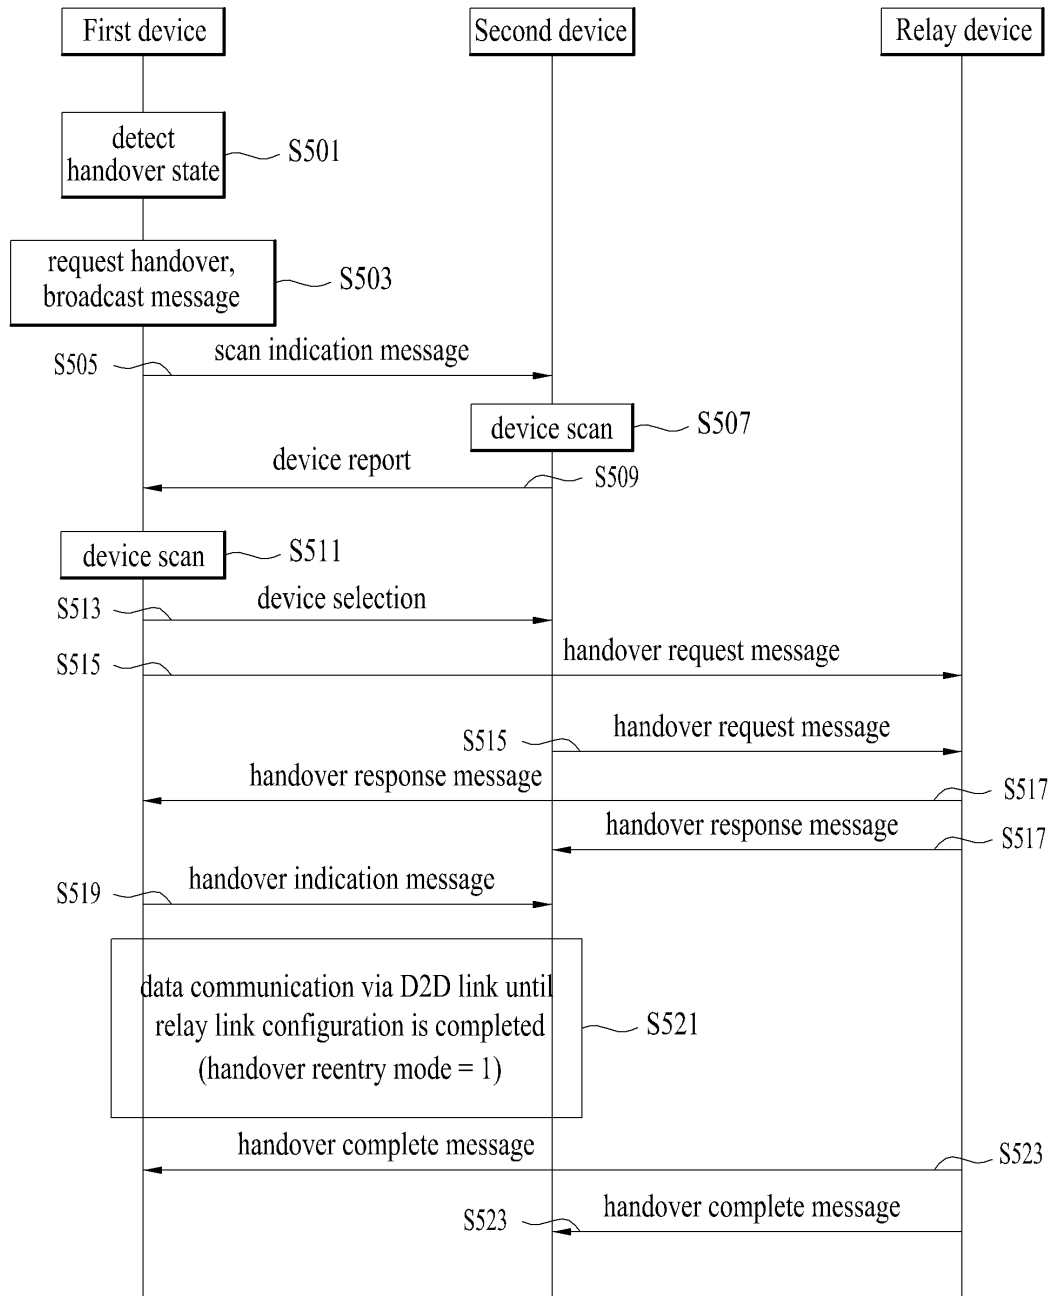 First device
Second device
Relay device
detect
handover state
S501
request handover,
broadcast message
S503
scan indication message
S505
device scan
S507
device report
S509
device scan
S511
device selection
S513
handover request message
S515
handover request message
S515
handover response message
S517
handover response message
S517
handover indication message
S519
data communication via D2D link until
relay link configuration is completed
(handover reentry mode = 1)
S521
handover complete message
S523
handover complete message
S523